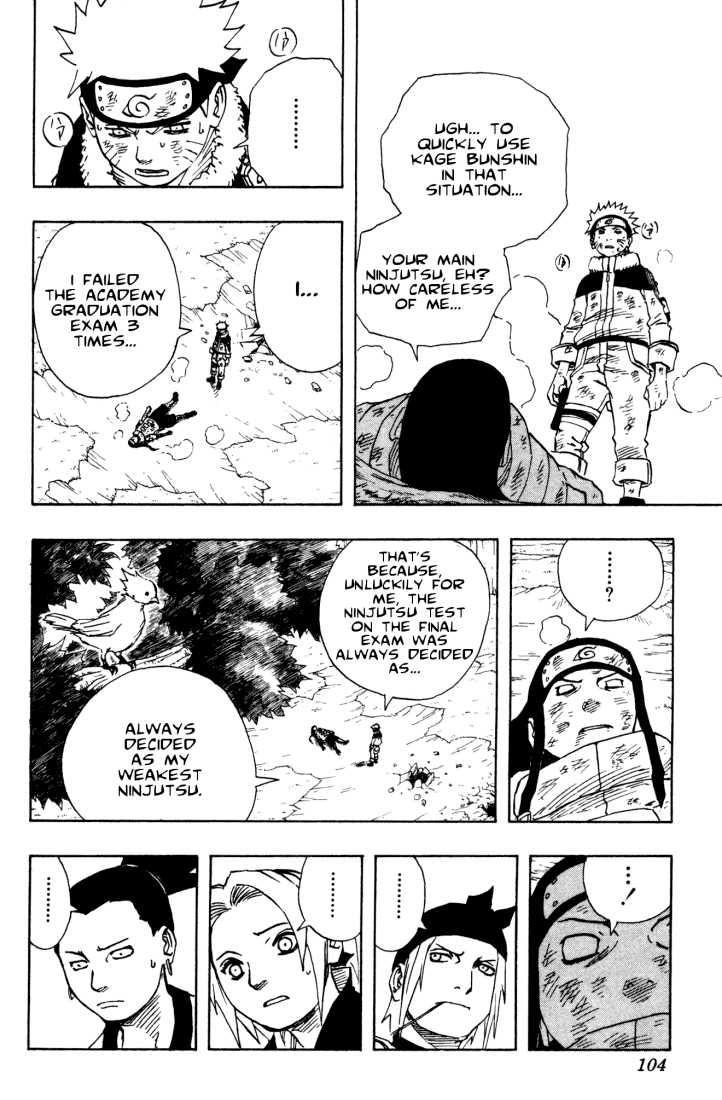 UGH... TO
QUICKLY USE
KAGE BUNSHIN
IN THAT
SITUATION...
YOUR MAIN
NINJUTSU, EH?
HOW CARELESS
OF ME...
.......
I...
I FAILED
THE ACADEMY
GRADUATION
EXAM 3
TIMES...
......?
THAT'S
BECAUSE,
UNLUCKILY FOR
ME, THE
NINJUTSU TEST
ON THE FINAL
EXAM WAS
ALWAYS DECIDED
AS...
ALWAYS
DECIDED
AS MY
WEAKEST
NINJUTSU.
......!
......
......
......
104